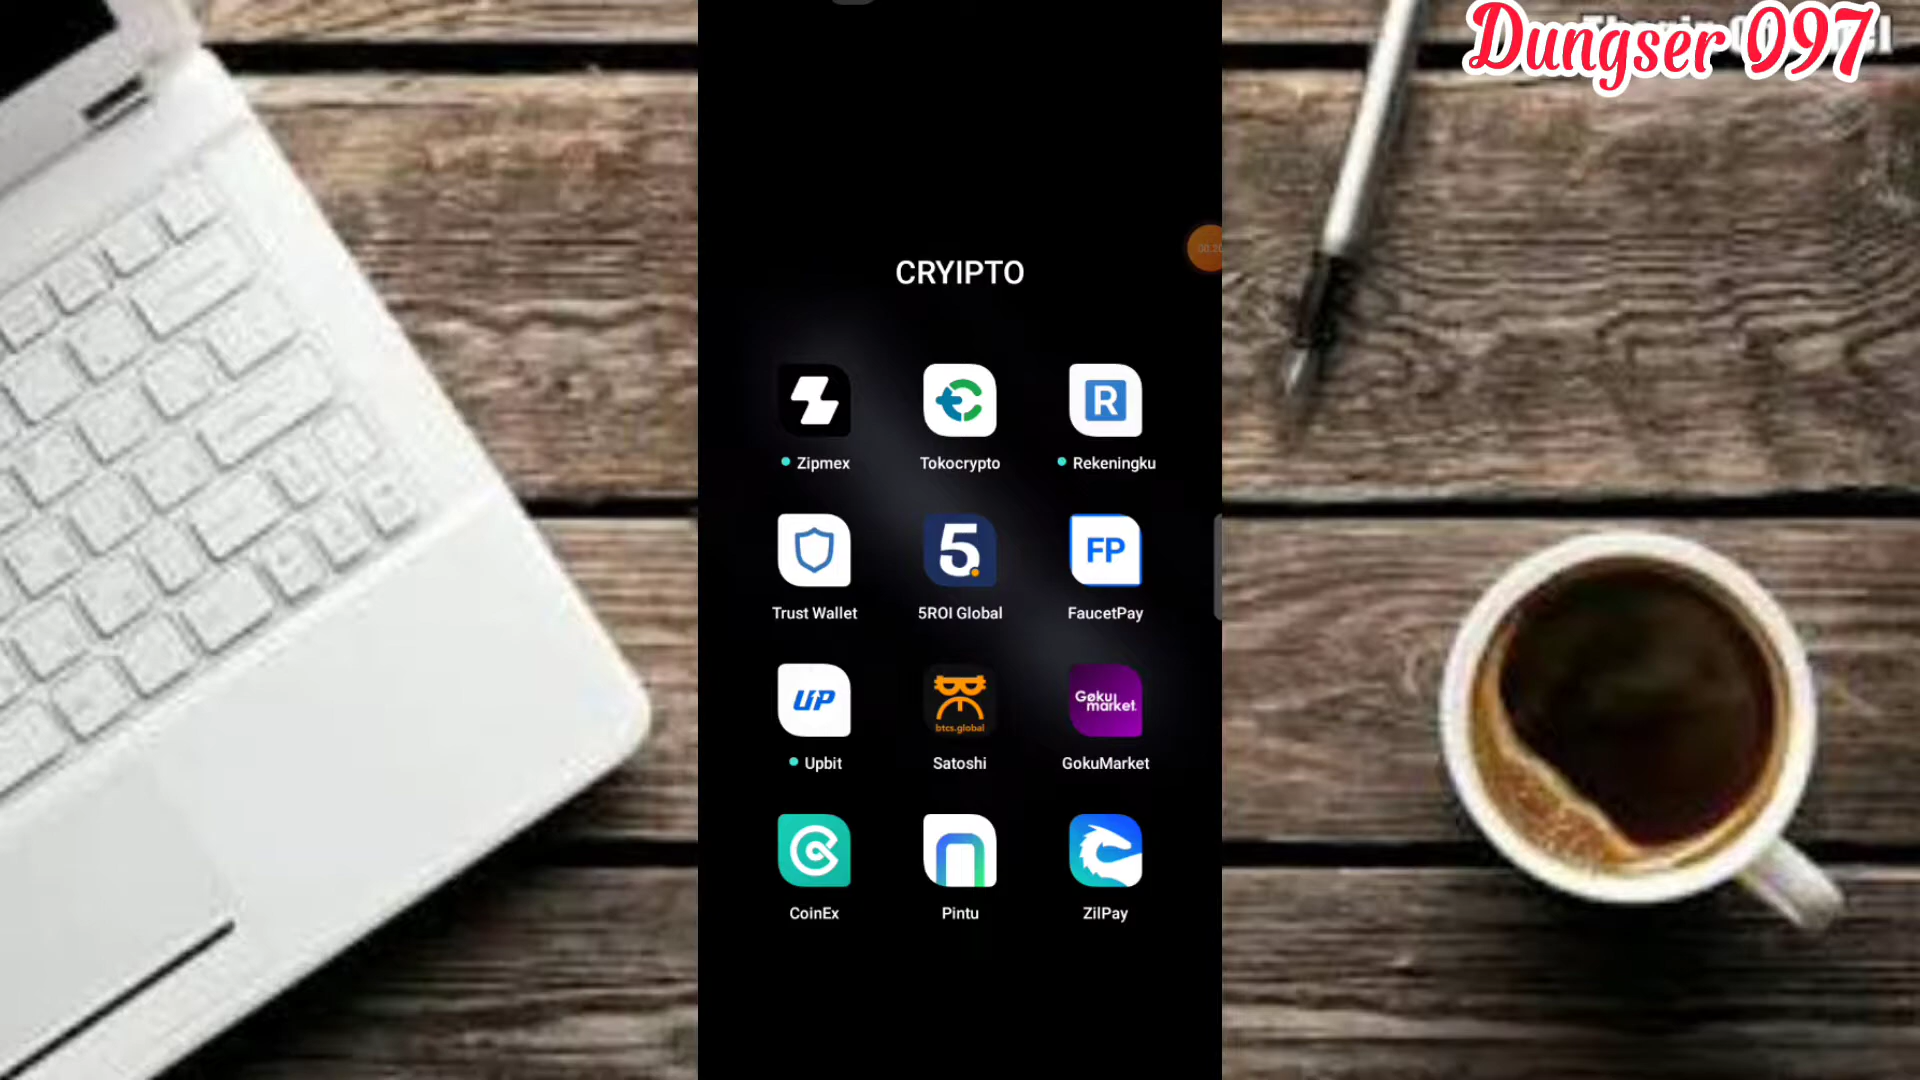 Dungser 097
CRYIPTO
Zipmex
Tokocrypto
Rekeningku
R
5
FP
Trust Wallet
5ROI Global
FaucetPay
UP
btcs.global
Goku
market.
Upbit
Satoshi
GokuMarket
CoinEx
Pintu
ZilPay